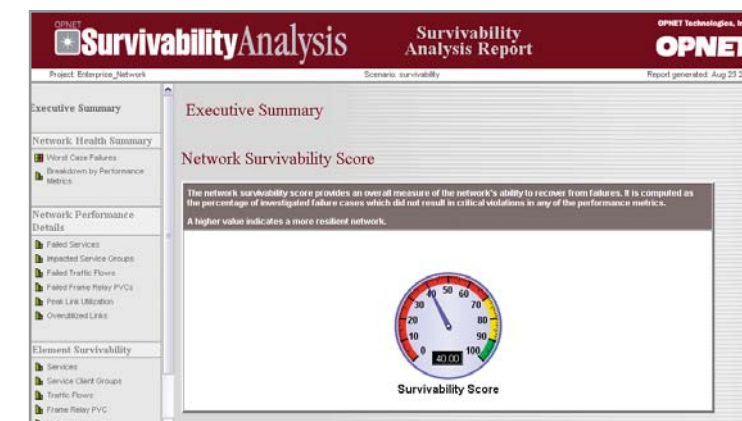 OPNET
SurvivabilityAnalysis
Survivability
Analysis Report
OPNET Technologies, In
OPNET
Project: Enterprise_Network
Scenario: survivability
Report generated: Aug 23 2
Executive Summary
Network Health Summary
Worst Case Failures
Breakdown by Performance
Metrics
Network Performance
Details
Failed Services
Impacted Service Groups
Failed Traffic Flows
Failed Frame Relay PVCs
Peak Link Utilization
Overutilized Links
Element Survivability
Services
Service Client Groups
Traffic Flows
Frame Relay PVC
Executive Summary
Network Survivability Score
The network survivability score provides an overall measure of the network's ability to recover from failures. It is computed as
the percentage of investigated failure cases which did not result in critical violations in any of the performance metrics.
A higher value indicates a more resilient network.
0
10
20
30
40
50
60
70
80
90
100
40.00
Survivability Score